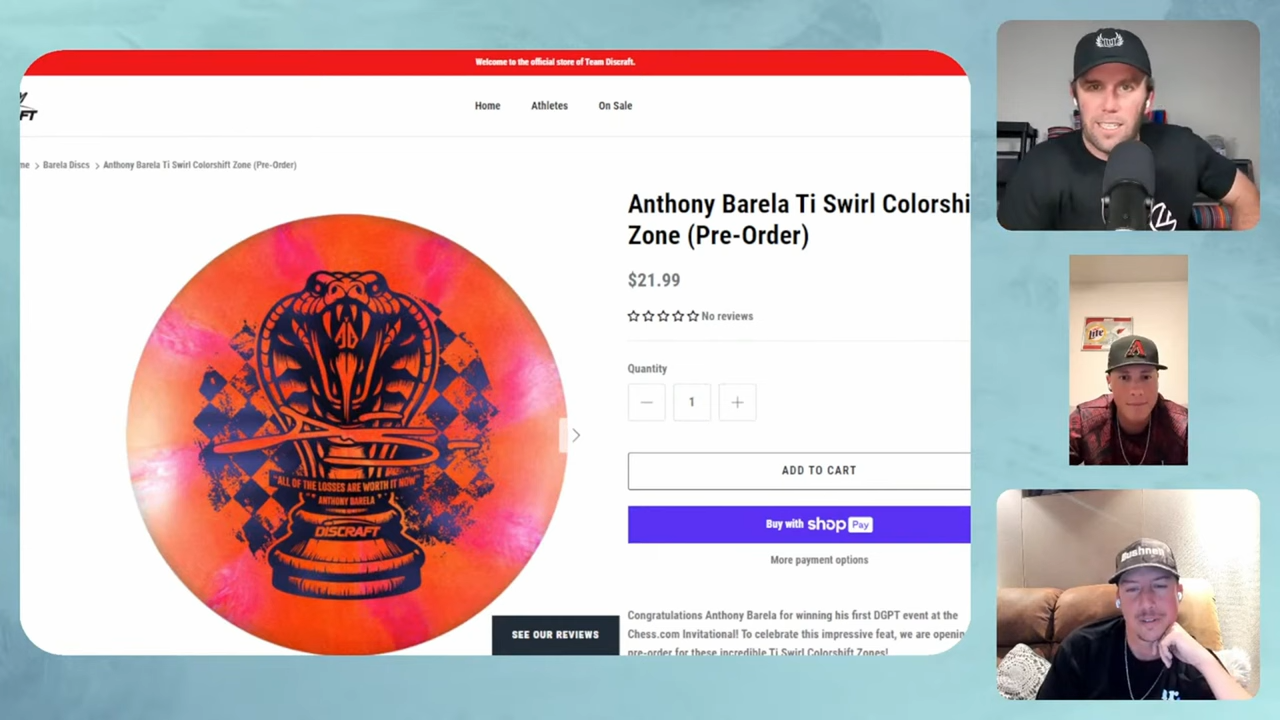 Welcome to the official store of Team Discraft.
FT
Home Athletes On Sale
ne > Barela Discs > Anthony Barela Ti Swirl Colorshift Zone (Pre-Order)
Anthony Barela Ti Swirl Colorshi
Zone (Pre-Order)
$21.99
No reviews
Quantity
1
ADD TO CART
Buy with shop Pay
More payment options
"ALL OF THE LOSSES ARE WORTH IT NOW"
ANTHONY BARELA
DISCRAFT
SEE OUR REVIEWS
Congratulations Anthony Barela for winning his first DGPT event at the
Chess.com Invitational! To celebrate this impressive feat, we are openin
pre-order for these incredible Ti Swirl Colorshift Zones!
Lite
A
Bushnell